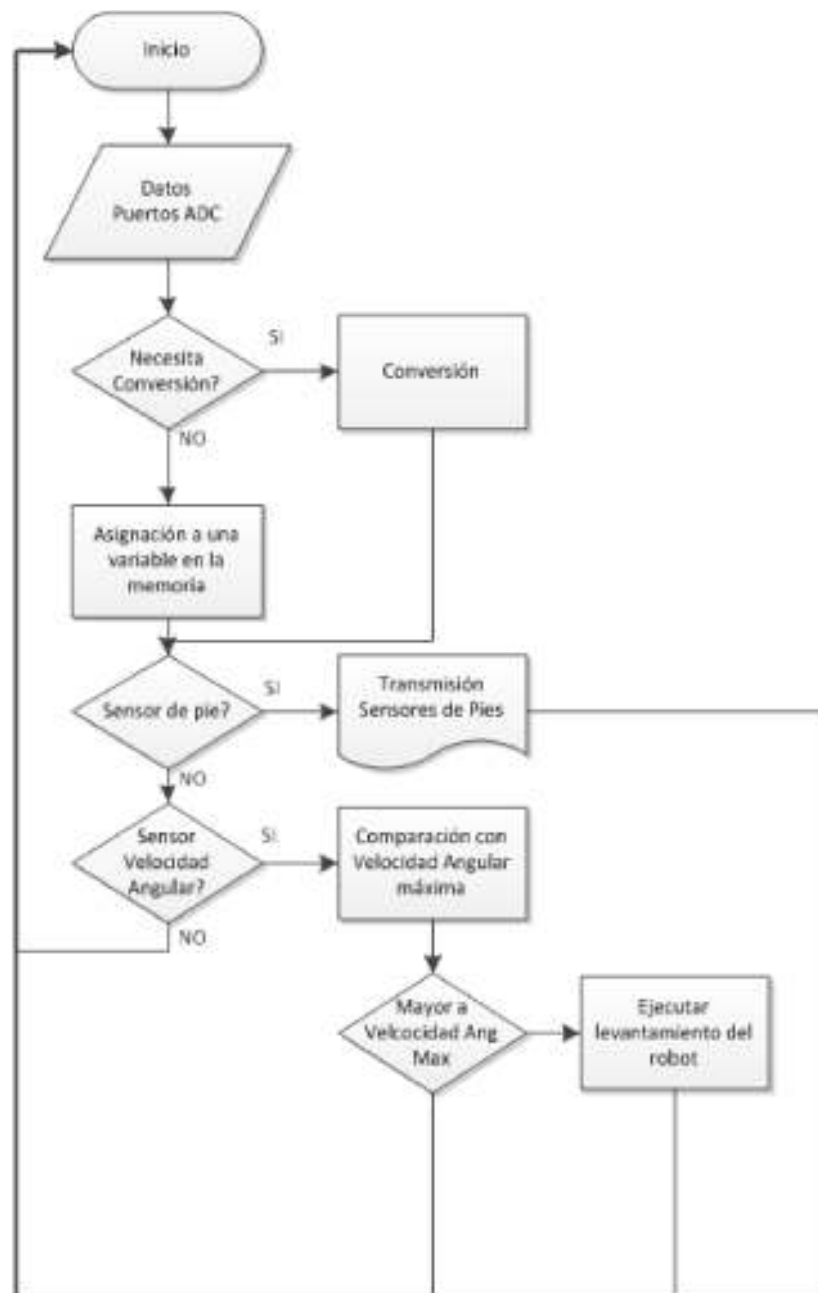 Inicio
Datos
Puertos ADC
Necesita
Conversión?
SI
Conversión
NO
Asignación a una
variable en la
memoria
Sensor de pie?
SI
Transmisión
Sensores de Pies
NO
Sensor
Velocidad
Angular?
SI
Comparación con
Velocidad Angular
máxima
NO
Mayor a
Velcocidad Ang
Max
Ejecutar
levantamiento del
robot